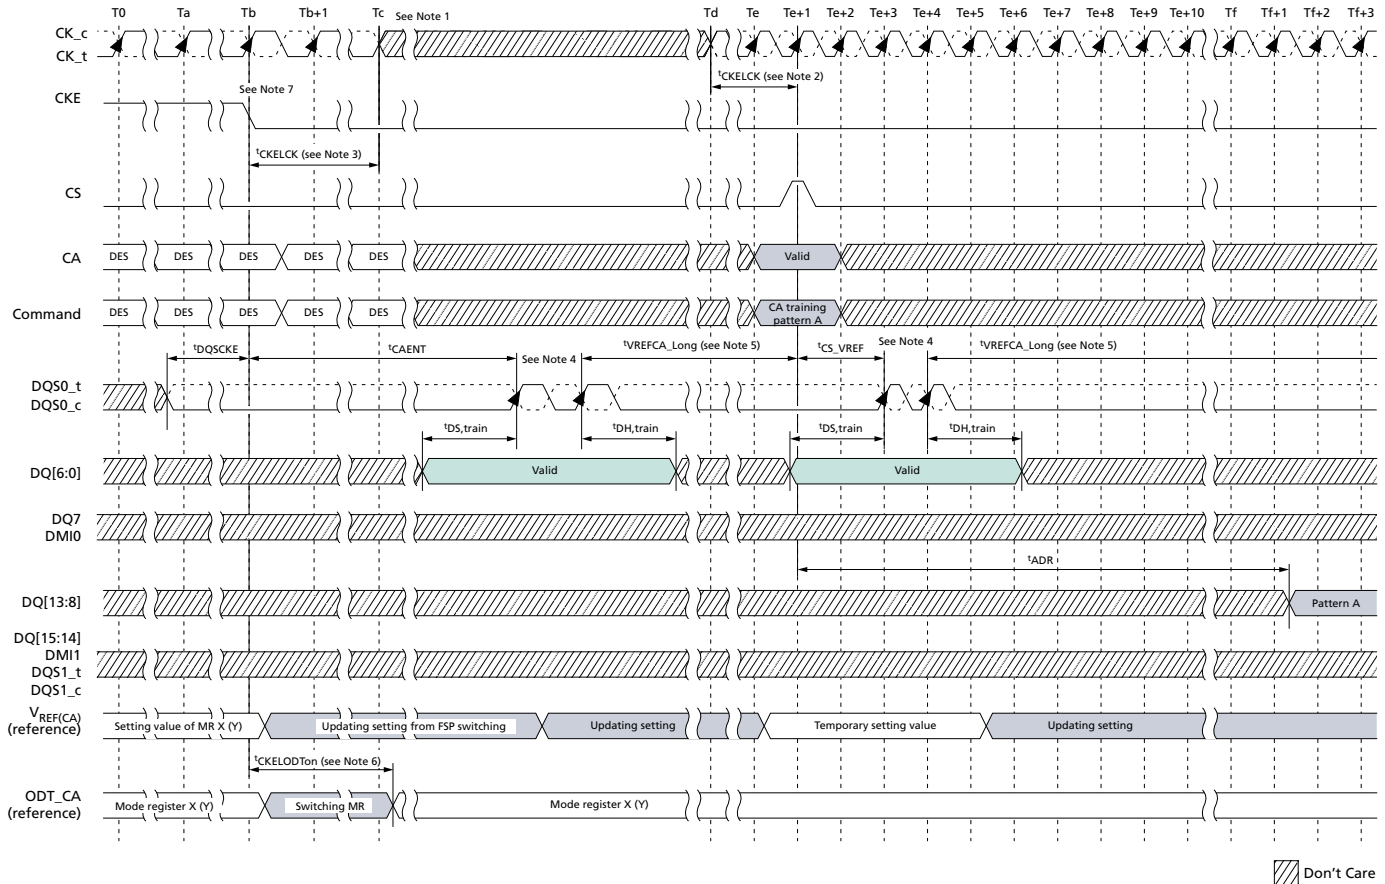 T0 Ta Tb Tb+1 Tc See Note 1 Td Te Te+1 Te+2 Te+3 Te+4 Te+5 Te+6 Te+7 Te+8 Te+9 Te+10 Tf Tf+1 Tf+2 Tf+3
CK_c
CK_t
tCKELCK (see Note 2)
CKE
See Note 7
tCKELCK (see Note 3)
CS
CA DES DES DES DES DES Valid
Command DES DES DES DES DES CA training pattern A
tDQSCKE tCAENT See Note 4 tVREFCA_Long (see Note 5) tCS_VREF See Note 4 tVREFCA_Long (see Note 5)
DQS0_t
DQS0_c
tDS,train tDH,train tDS,train tDH,train
DQ[6:0] Valid Valid
DQ7
DMI0
tADR
DQ[13:8] Pattern A
DQ[15:14]
DMI1
DQS1_t
DQS1_c
VREF(CA)
(reference) Setting value of MR X (Y) Updating setting from FSP switching Updating setting Temporary setting value Updating setting
tCKELODTon (see Note 6)
ODT_CA
(reference) Mode register X (Y) Switching MR Mode register X (Y)
Don't Care